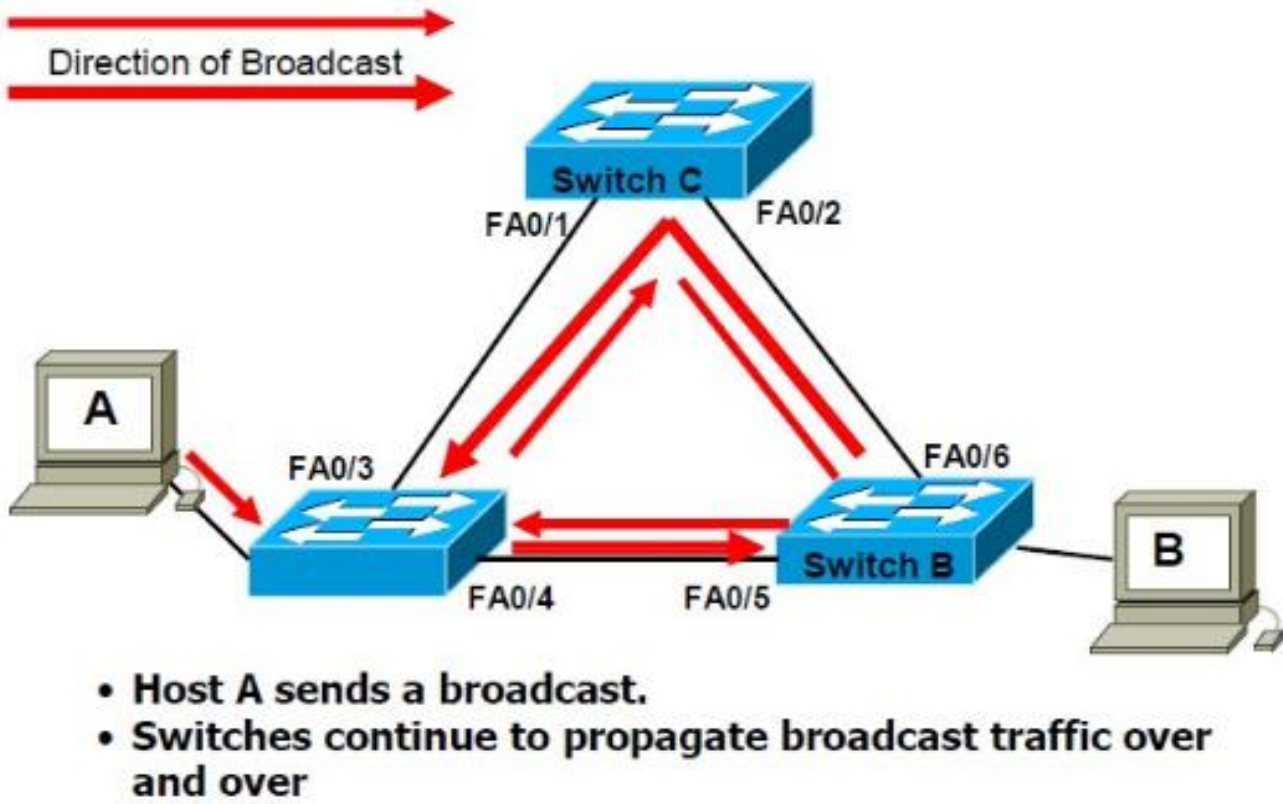 Direction of Broadcast
Switch C
FA0/1
FA0/2
A
FA0/3
FA0/6
B
Switch B
FA0/4
FA0/5
• Host A sends a broadcast.
• Switches continue to propagate broadcast traffic over
and over